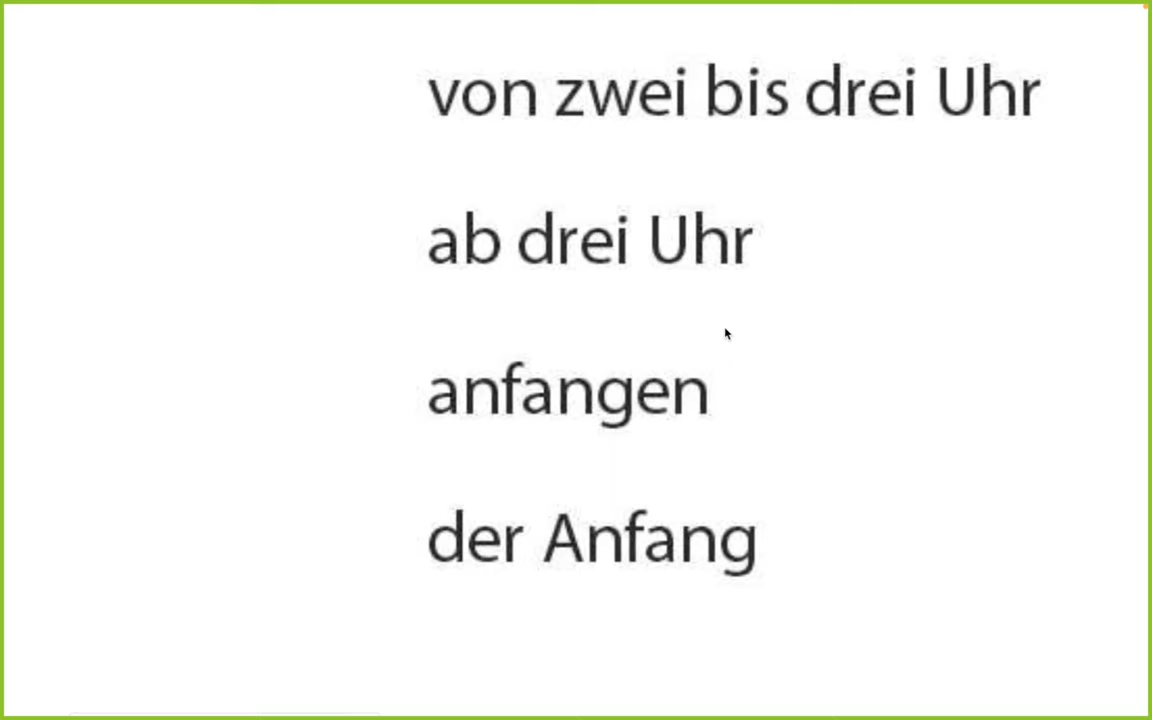 von zwei bis drei Uhr
ab drei Uhr
anfangen
der Anfang